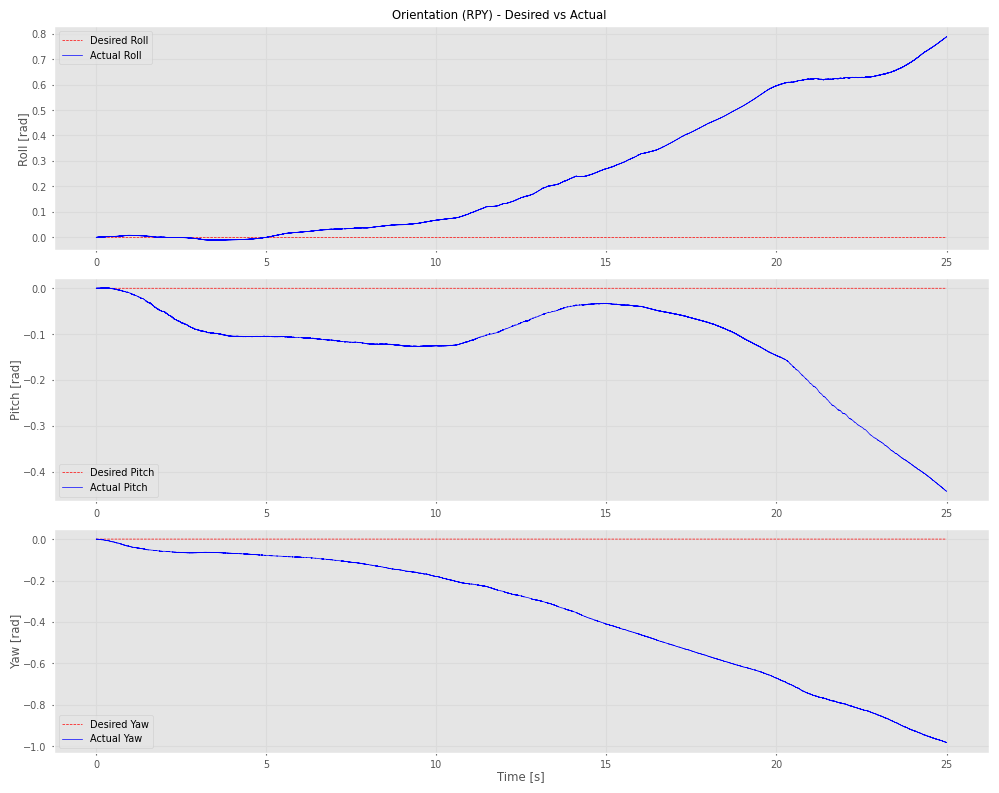 Orientation (RPY) - Desired vs Actual
Desired Roll
Actual Roll
Roll [rad]
0.8
0.7
0.6
0.5
0.4
0.3
0.2
0.1
0.0
0 5 10 15 20 25
Desired Pitch
Actual Pitch
Pitch [rad]
0.0
−0.1
−0.2
−0.3
−0.4
0 5 10 15 20 25
Desired Yaw
Actual Yaw
Yaw [rad]
0.0
−0.2
−0.4
−0.6
−0.8
−1.0
0 5 10 15 20 25
Time [s]